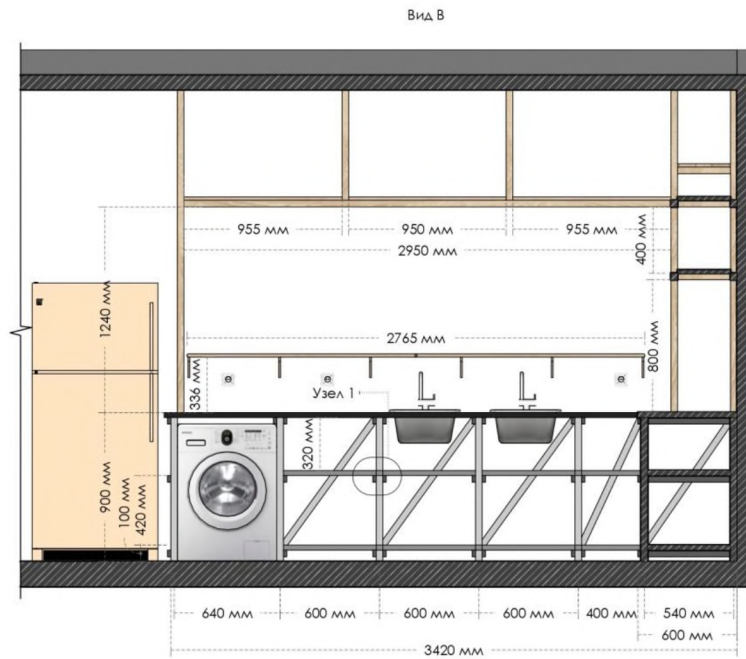 Вид В
955 мм
950 мм
955 мм
2950 мм
400 мм
1240 мм
2765 мм
800 мм
336 мм
Узел 1
320 мм
900 мм
100 мм
420 мм
640 мм
600 мм
600 мм
600 мм
400 мм
540 мм
600 мм
3420 мм